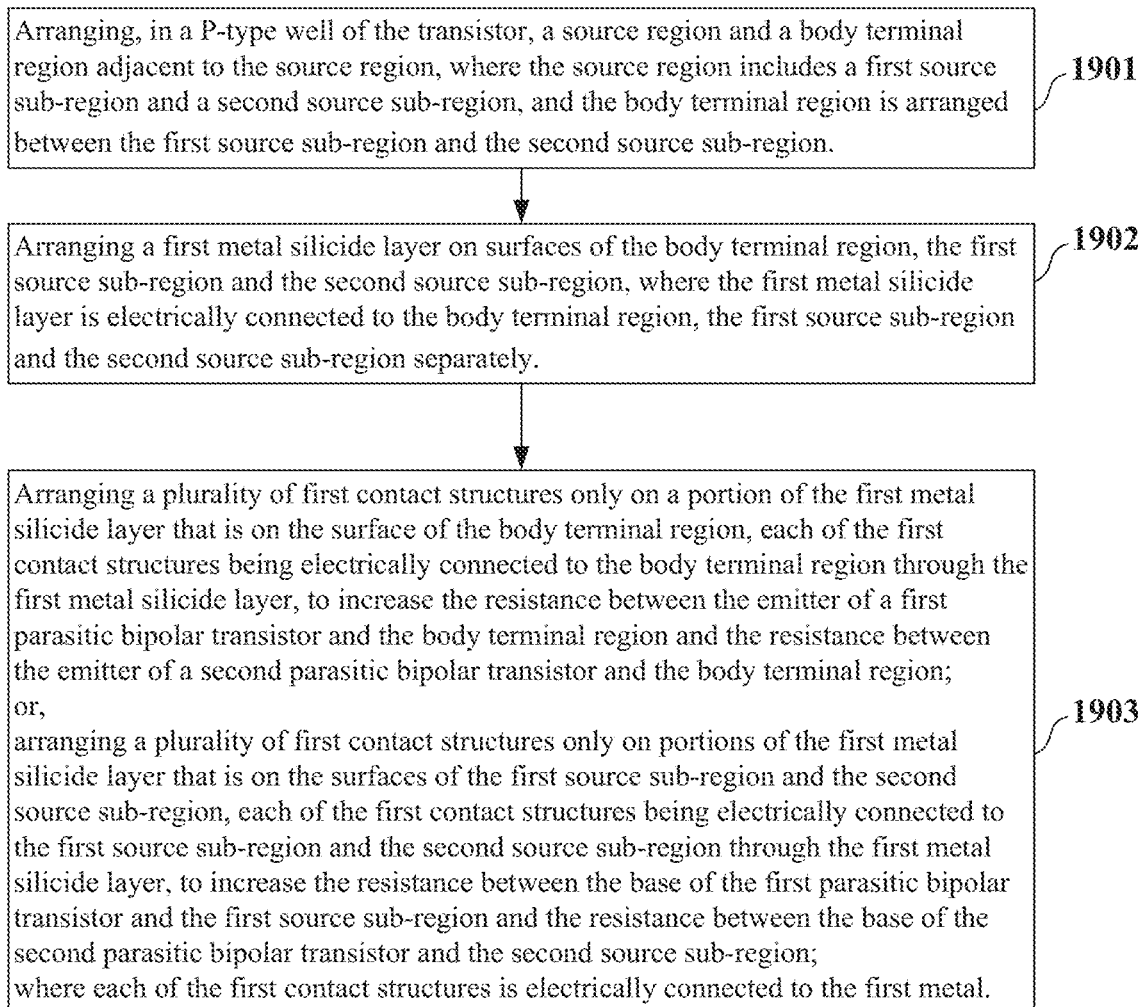 Arranging, in a P-type well of the transistor, a source region and a body terminal
region adjacent to the source region, where the source region includes a first source
sub-region and a second source sub-region, and the body terminal region is arranged
between the first source sub-region and the second source sub-region.
1901
Arranging a first metal silicide layer on surfaces of the body terminal region, the first
source sub-region and the second source sub-region, where the first metal silicide
layer is electrically connected to the body terminal region, the first source sub-region
and the second source sub-region separately.
1902
Arranging a plurality of first contact structures only on a portion of the first metal
silicide layer that is on the surface of the body terminal region, each of the first
contact structures being electrically connected to the body terminal region through the
first metal silicide layer, to increase the resistance between the emitter of a first
parasitic bipolar transistor and the body terminal region and the resistance between
the emitter of a second parasitic bipolar transistor and the body terminal region;
or,
arranging a plurality of first contact structures only on portions of the first metal
silicide layer that is on the surfaces of the first source sub-region and the second
source sub-region, each of the first contact structures being electrically connected to
the first source sub-region and the second source sub-region through the first metal
silicide layer, to increase the resistance between the base of the first parasitic bipolar
transistor and the first source sub-region and the resistance between the base of the
second parasitic bipolar transistor and the second source sub-region;
where each of the first contact structures is electrically connected to the first metal.
1903